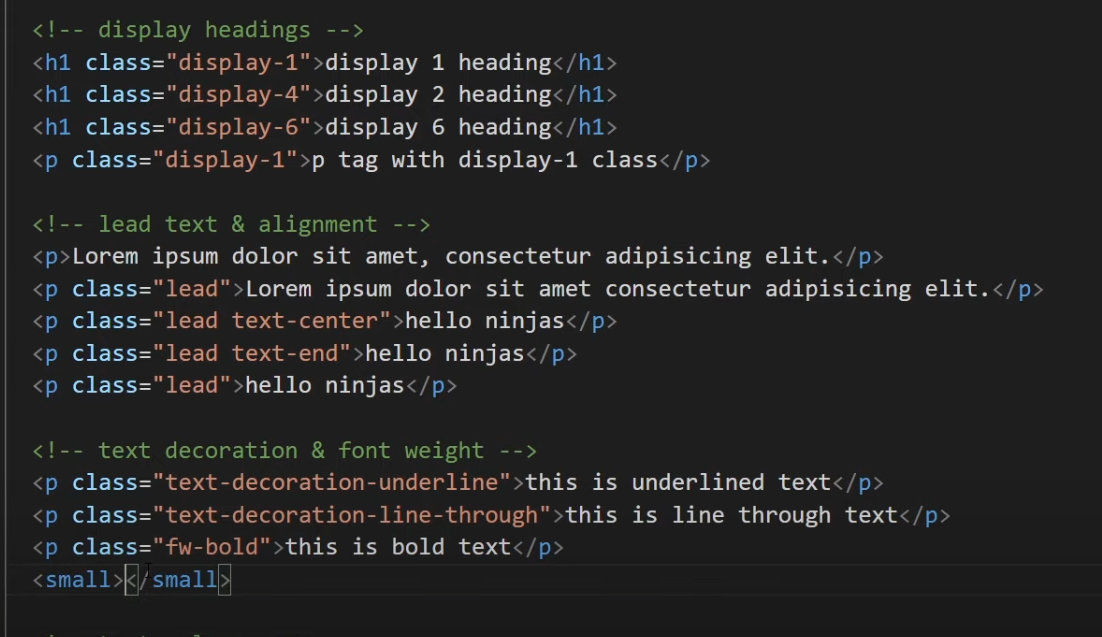 <!-- display headings -->
<h1 class="display-1">display 1 heading</h1>
<h1 class="display-4">display 2 heading</h1>
<h1 class="display-6">display 6 heading</h1>
<p class="display-1">p tag with display-1 class</p>
<!-- lead text & alignment -->
<p>Lorem ipsum dolor sit amet, consectetur adipisicing elit.</p>
<p class="lead">Lorem ipsum dolor sit amet consectetur adipisicing elit.</p>
<p class="lead text-center">hello ninjas</p>
<p class="lead text-end">hello ninjas</p>
<p class="lead">hello ninjas</p>
<!-- text decoration & font weight -->
<p class="text-decoration-underline">this is underlined text</p>
<p class="text-decoration-line-through">this is line through text</p>
<p class="fw-bold">this is bold text</p>
<small></small>